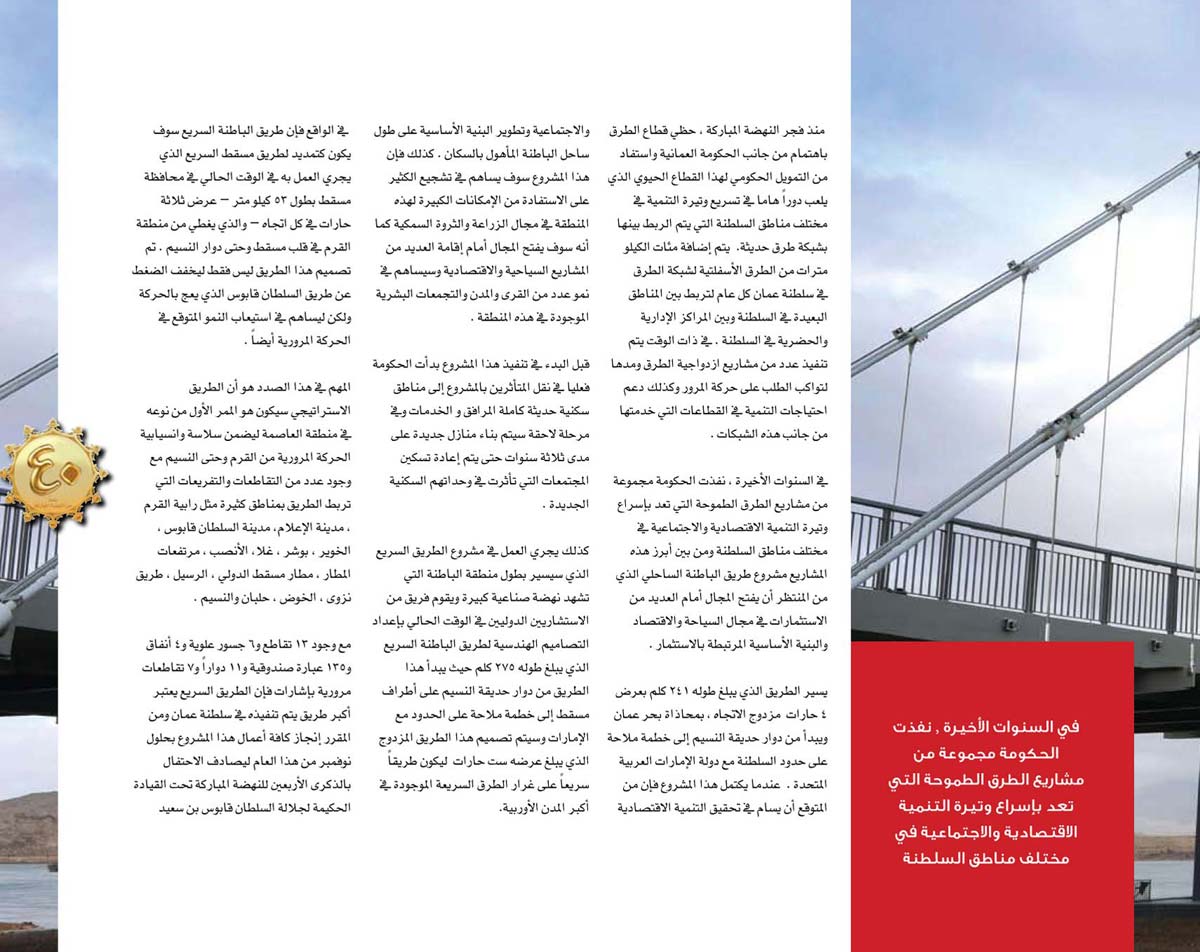 منذ فجر النهضة المباركة ، حظي قطاع الطرق
باهتمام من جانب الحكومة العمانية واستفاد
من التمويل الحكومي لهذا القطاع الحيوي الذي
يلعب دوراً هاما في تسريع وتيرة التنمية في
مختلف مناطق السلطنة التي يتم الربط بينها
بشبكة طرق حديثة. يتم إضافة مئات الكيلو
مترات من الطرق الأسفلتية لشبكة الطرق
في سلطنة عمان كل عام لتربط بين المناطق
البعيدة في السلطنة وبين المراكز الإدارية
والحضرية في السلطنة . في ذات الوقت يتم
تنفيذ عدد من مشاريع ازدواجية الطرق ومدها
لتواكب الطلب على حركة المرور وكذلك دعم
احتياجات التنمية في القطاعات التي خدمتها
من جانب هذه الشبكات .
في السنوات الأخيرة ، نفذت الحكومة مجموعة
من مشاريع الطرق الطموحة التي تعد بإسراع
وتيرة التنمية الاقتصادية والاجتماعية في
مختلف مناطق السلطنة ومن بين أبرز هذه
المشاريع مشروع طريق الباطنة الساحلي الذي
من المنتظر أن يفتح المجال أمام العديد من
الاستثمارات في مجال السياحة والاقتصاد
والبنية الأساسية المرتبطة بالاستثمار .
يسير الطريق الذي يبلغ طوله ٢٤١ كلم بعرض
٤ حارات مزدوج الاتجاه ، بمحاذاة بحر عمان
ويبدأ من دوار حديقة النسيم إلى خطمة ملاحة
على حدود السلطنة مع دولة الإمارات العربية
المتحدة . عندما يكتمل هذا المشروع فإن من
المتوقع أن يسام في تحقيق التنمية الاقتصادية
والاجتماعية وتطوير البنية الأساسية على طول
ساحل الباطنة المأهول بالسكان . كذلك فإن
هذا المشروع سوف يساهم في تشجيع الكثير
على الاستفادة من الإمكانات الكبيرة لهذه
المنطقة في مجال الزراعة والثروة السمكية كما
أنه سوف يفتح المجال أمام إقامة العديد من
المشاريع السياحية والاقتصادية وسيساهم في
نمو عدد من القرى والمدن والتجمعات البشرية
الموجودة في هذه المنطقة .
قبل البدء في تنفيذ هذا المشروع بدأت الحكومة
فعليا في نقل المتأثرين بالمشروع إلى مناطق
سكنية حديثة كاملة المرافق و الخدمات وفي
مرحلة لاحقة سيتم بناء منازل جديدة على
مدى ثلاثة سنوات حتى يتم إعادة تسكين
المجتمعات التي تأثرت في وحداتهم السكنية
الجديدة .
كذلك يجري العمل في مشروع الطريق السريع
الذي سيسير بطول منطقة الباطنة التي
تشهد نهضة صناعية كبيرة ويقوم فريق من
الاستشاريين الدوليين في الوقت الحالي بإعداد
التصاميم الهندسية لطريق الباطنة السريع
الذي يبلغ طوله ٢٧٥ كلم حيث يبدأ هذا
الطريق من دوار حديقة النسيم على أطراف
مسقط إلى خطمة ملاحة على الحدود مع
الإمارات وسيتم تصميم هذا الطريق المزدوج
الذي يبلغ عرضه ست حارات ليكون طريقاً
سريعاً على غرار الطرق السريعة الموجودة في
أكبر المدن الأوربية.
في الواقع فإن طريق الباطنة السريع سوف
يكون كتمديد لطريق مسقط السريع الذي
يجري العمل به في الوقت الحالي في محافظة
مسقط بطول ٥٣ كيلو متر – عرض ثلاثة
حارات في كل اتجاه – والذي يغطي من منطقة
القرم في قلب مسقط وحتى دوار النسيم . تم
تصميم هذا الطريق ليس فقط ليخفف الضغط
عن طريق السلطان قابوس الذي يعج بالحركة
ولكن ليساهم في استيعاب النمو المتوقع في
الحركة المرورية أيضاً .
المهم في هذا الصدد هو أن الطريق
الاستراتيجي سيكون هو الممر الأول من نوعه
في منطقة العاصمة ليضمن سلاسة وانسيابية
الحركة المرورية من القرم وحتى النسيم مع
وجود عدد من التقاطعات والتفريعات التي
تربط الطريق بمناطق كثيرة مثل رابية القرم
، مدينة الإعلام، مدينة السلطان قابوس ،
الخوير ، بوشر ، غلا، الأنصب ، مرتفعات
المطار ، مطار مسقط الدولي ، الرسيل ، طريق
نزوى ، الخوض ، حلبان والنسيم .
مع وجود ١٣ تقاطع و٦ جسور علوية و٤ أنفاق
و١٣٥ عبارة صندوقية و١١ دواراً و٧ تقاطعات
مرورية بإشارات فإن الطريق السريع يعتبر
أكبر طريق يتم تنفيذه في سلطنة عمان ومن
المقرر إنجاز كافة أعمال هذا المشروع بحلول
نوفمبر من هذا العام ليصادف الاحتفال
بالذكرى الأربعين للنهضة المباركة تحت القيادة
الحكيمة لجلالة السلطان قابوس بن سعيد
في السنوات الأخيرة , نفذت
الحكومة مجموعة من
مشاريع الطرق الطموحة التي
تعد بإسراع وتيرة التنمية
الاقتصادية والاجتماعية في
مختلف مناطق السلطنة
٤٠